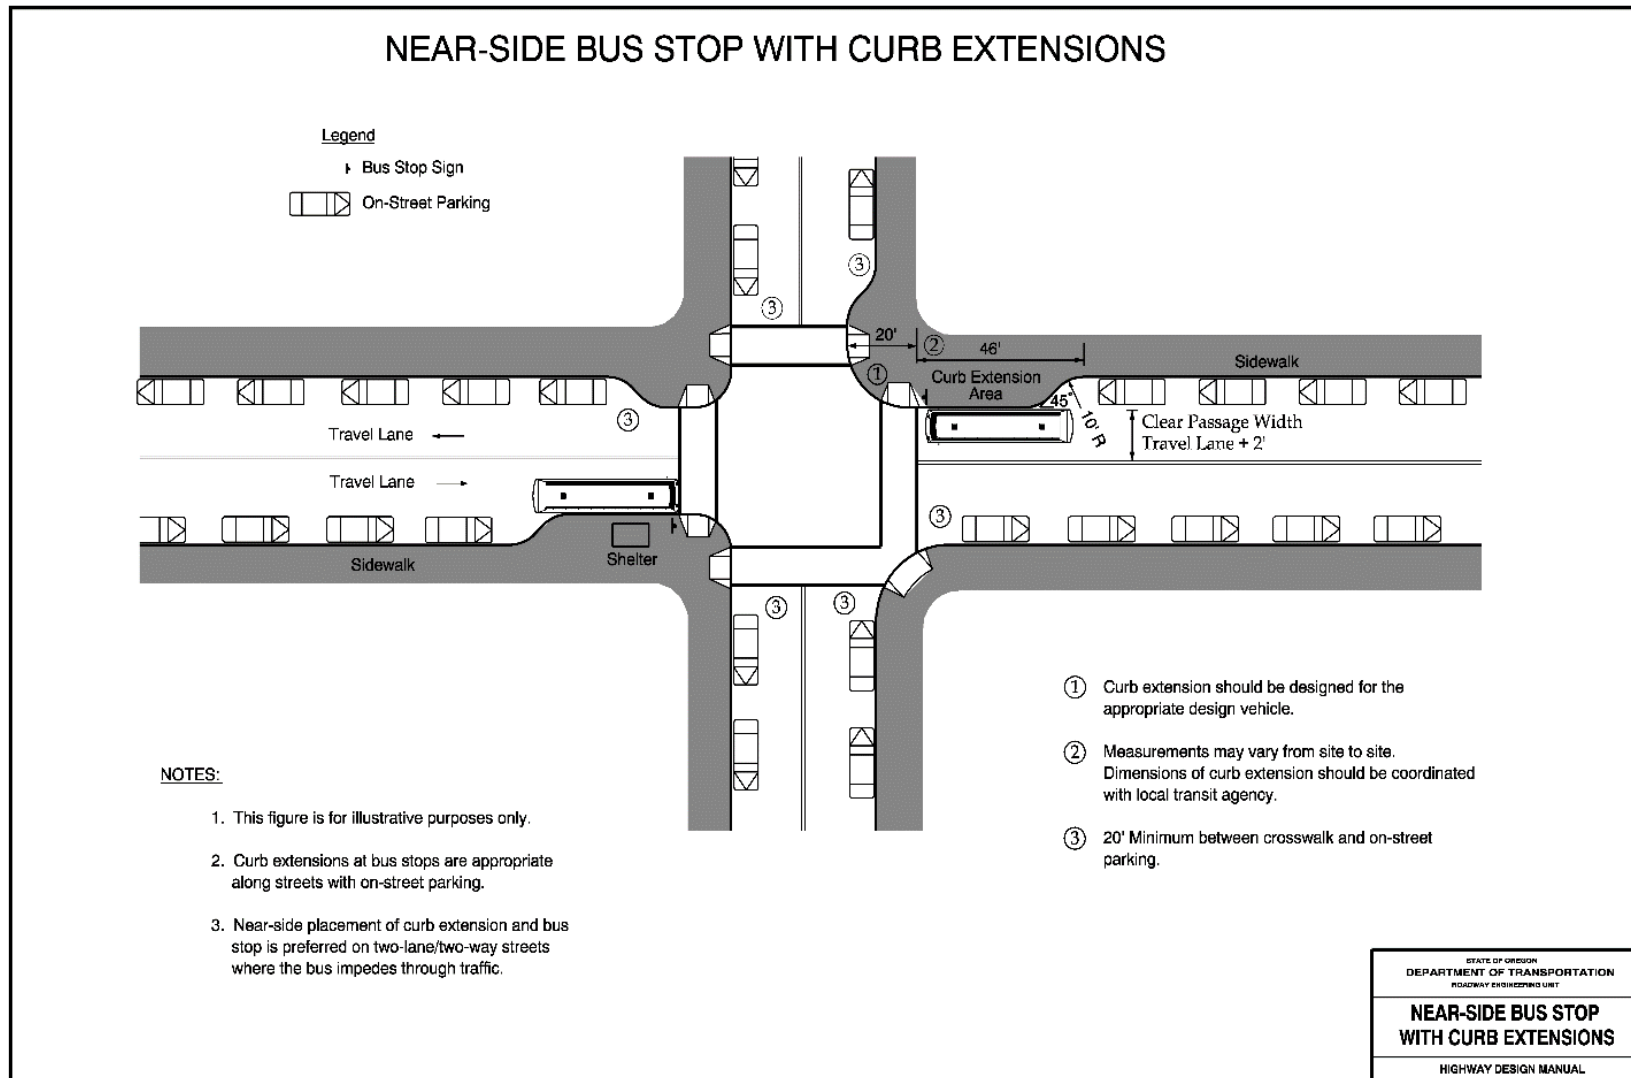 NEAR-SIDE BUS STOP WITH CURB EXTENSIONS
Legend
Bus Stop Sign
On-Street Parking
3
3
20'
2
46'
Sidewalk
1
Curb Extension
Area
45°
10' R
Clear Passage Width
Travel Lane + 2'
3
Travel Lane
Travel Lane
3
Shelter
Sidewalk
3
3
1 Curb extension should be designed for the
appropriate design vehicle.
2 Measurements may vary from site to site.
Dimensions of curb extension should be coordinated
with local transit agency.
3 20' Minimum between crosswalk and on-street
parking.
NOTES:
1. This figure is for illustrative purposes only.
2. Curb extensions at bus stops are appropriate
along streets with on-street parking.
3. Near-side placement of curb extension and bus
stop is preferred on two-lane/two-way streets
where the bus impedes through traffic.
STATE OF OREGON
DEPARTMENT OF TRANSPORTATION
ROADWAY ENGINEERING UNIT
NEAR-SIDE BUS STOP
WITH CURB EXTENSIONS
HIGHWAY DESIGN MANUAL